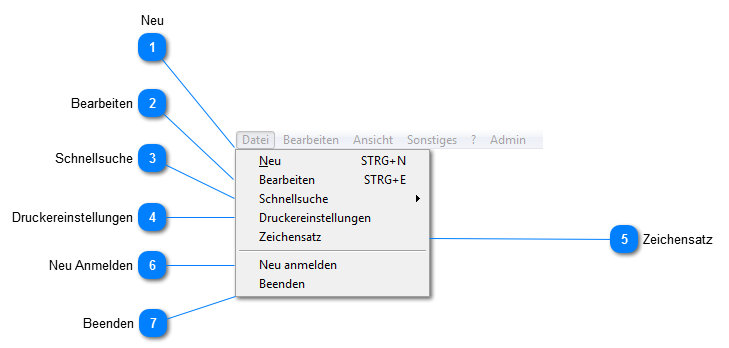 Neu
1
Bearbeiten 2
Schnellsuche 3
Druckereinstellungen 4
Neu Anmelden 6
Beenden 7
Datei Bearbeiten Ansicht Sonstiges ? Admin
Neu STRG+N
Bearbeiten STRG+E
Schnellsuche
Druckereinstellungen
Zeichensatz
Neu anmelden
Beenden
5 Zeichensatz